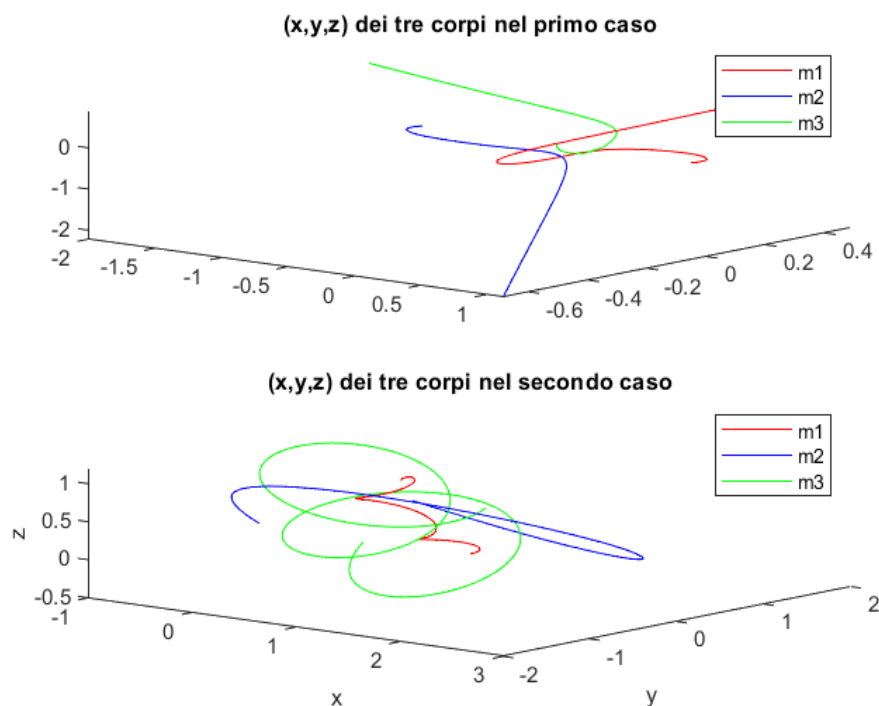 (x,y,z) dei tre corpi nel primo caso
m1
m2
m3
0
-1
-2
-2
-1.5
-1
-0.5
0
0.5
1
-0.6
-0.4
-0.2
0
0.2
0.4
(x,y,z) dei tre corpi nel secondo caso
m1
m2
m3
z
1
0.5
0
-0.5
-1
0
1
2
3
x
-2
-1
0
1
2
y